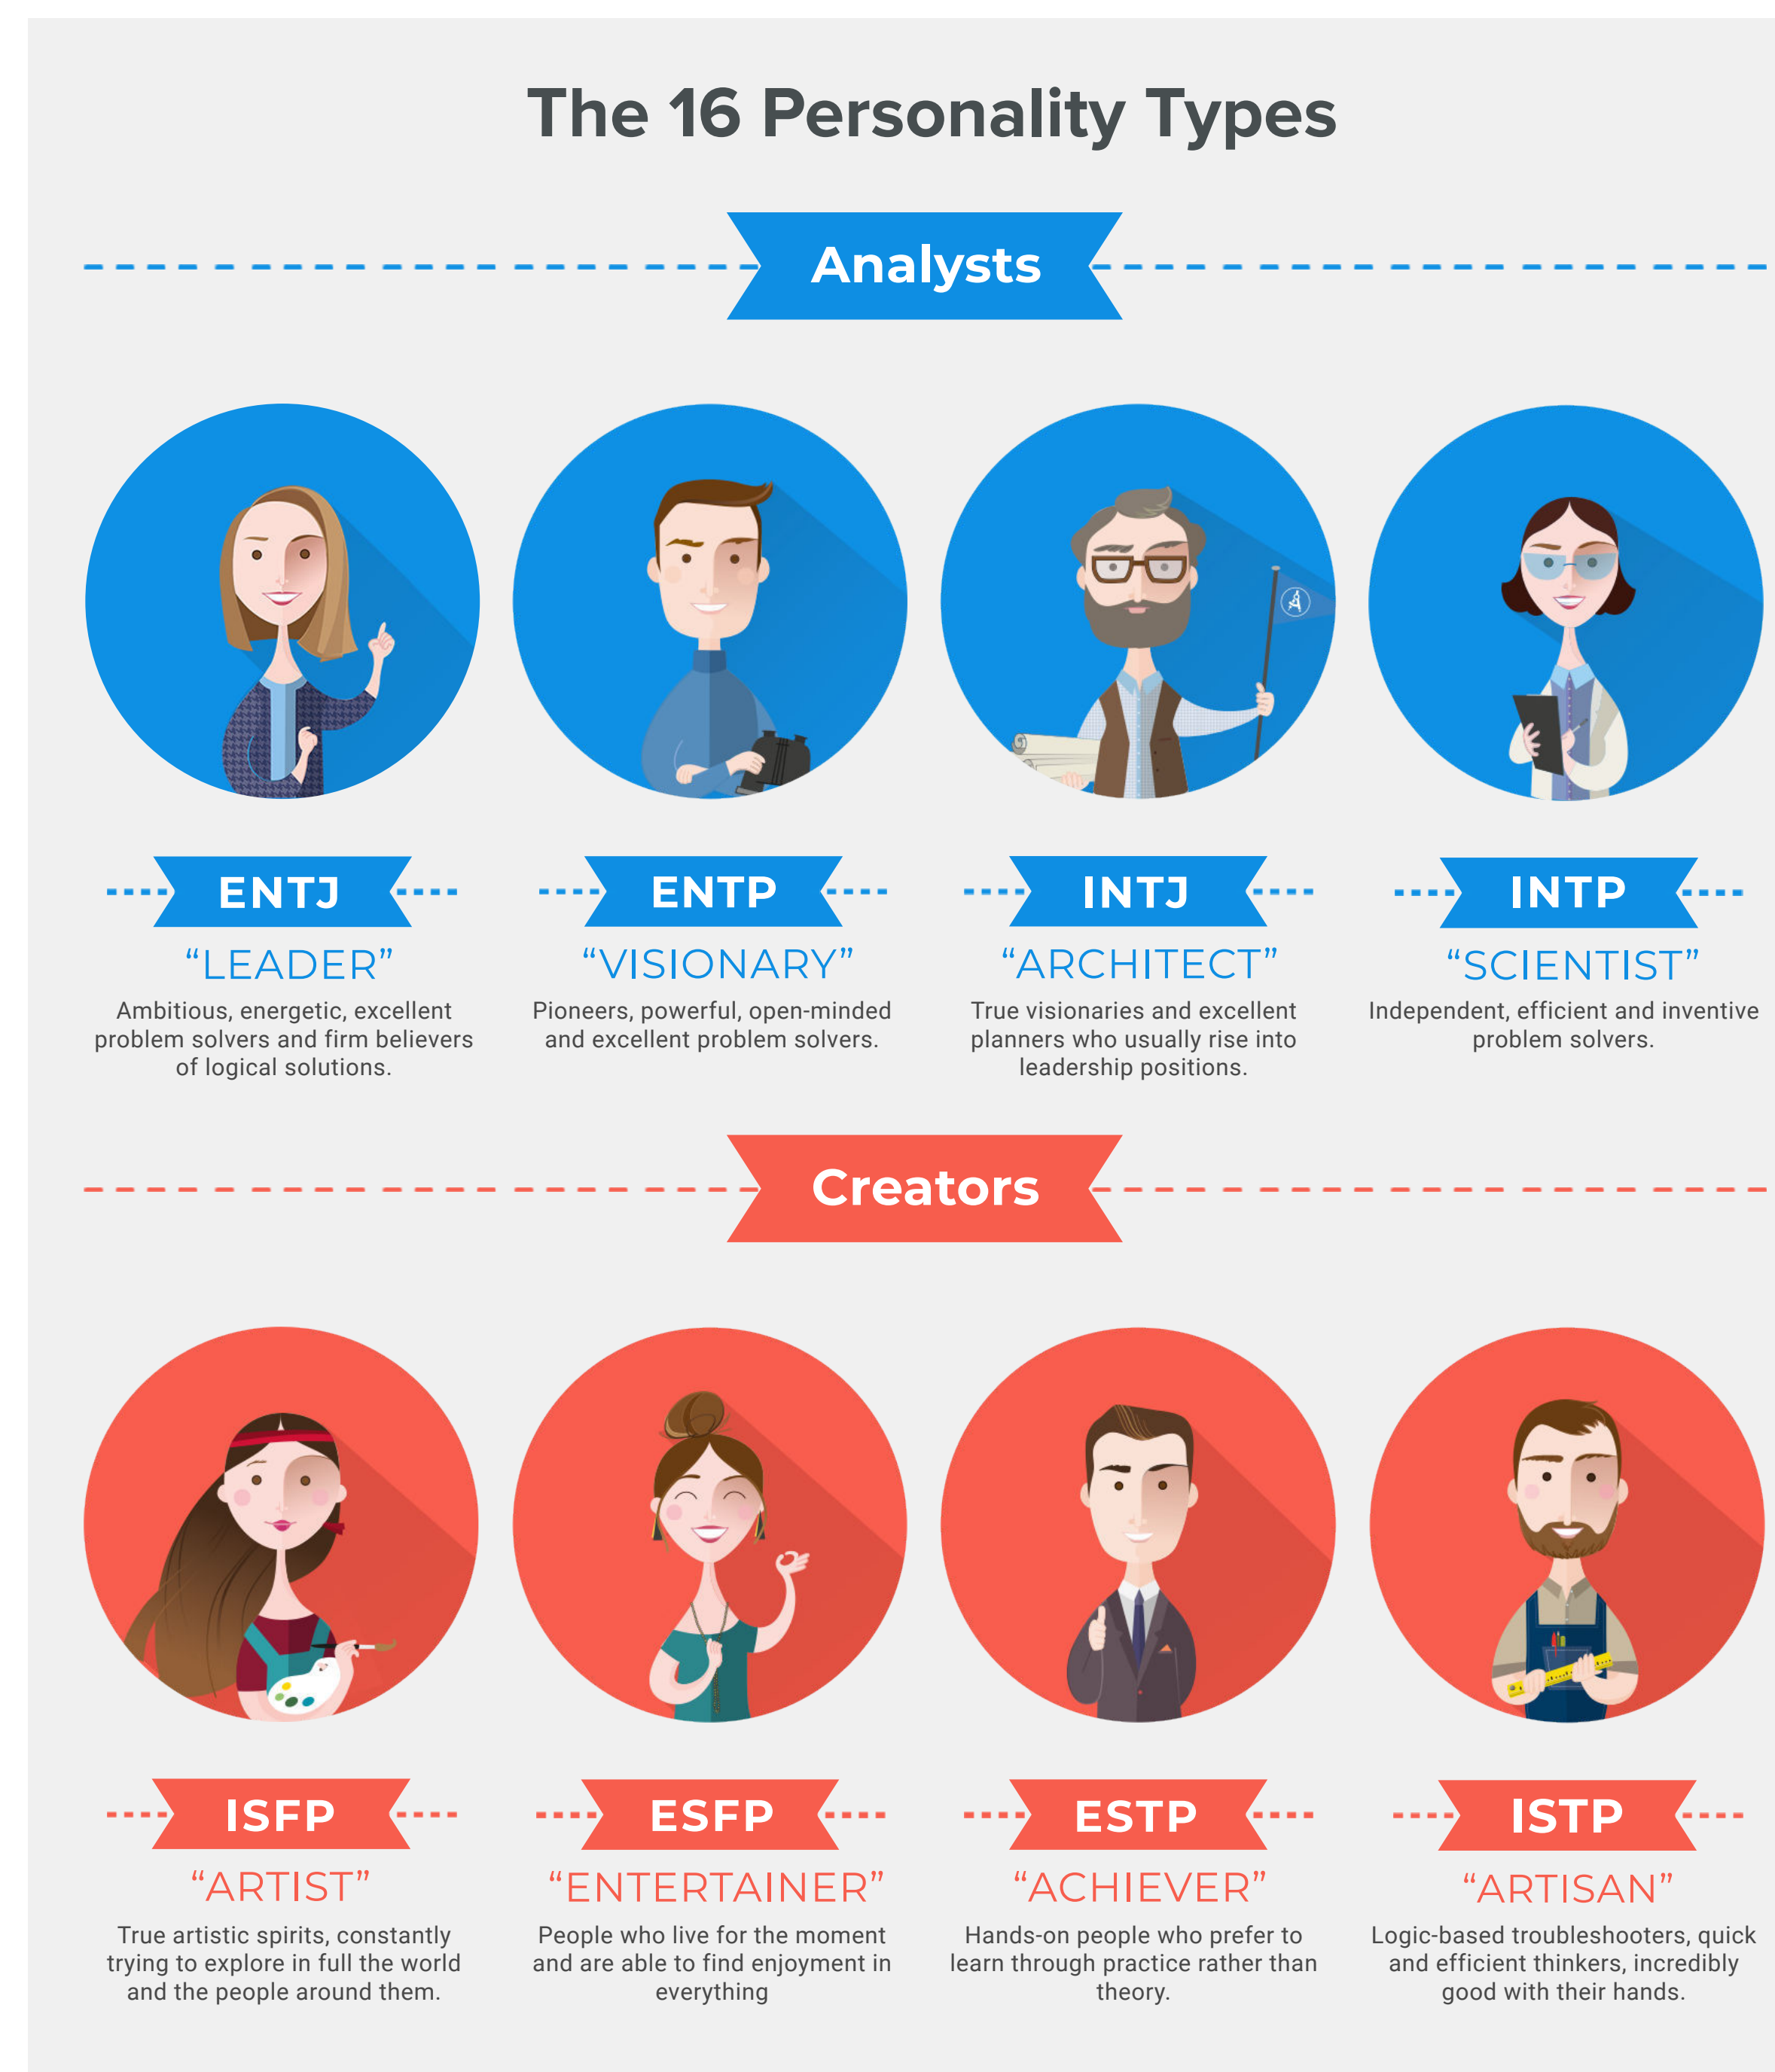 The 16 Personality Types
Analysts
ENTJ
“LEADER”
Ambitious, energetic, excellent
problem solvers and firm believers
of logical solutions.
ENTP
“VISIONARY”
Pioneers, powerful, open-minded
and excellent problem solvers.
INTJ
“ARCHITECT”
True visionaries and excellent
planners who usually rise into
leadership positions.
INTP
“SCIENTIST”
Independent, efficient and inventive
problem solvers.
Creators
ISFP
“ARTIST”
True artistic spirits, constantly
trying to explore in full the world
and the people around them.
ESFP
“ENTERTAINER”
People who live for the moment
and are able to find enjoyment in
everything
ESTP
“ACHIEVER”
Hands-on people who prefer to
learn through practice rather than
theory.
ISTP
“ARTISAN”
Logic-based troubleshooters, quick
and efficient thinkers, incredibly
good with their hands.